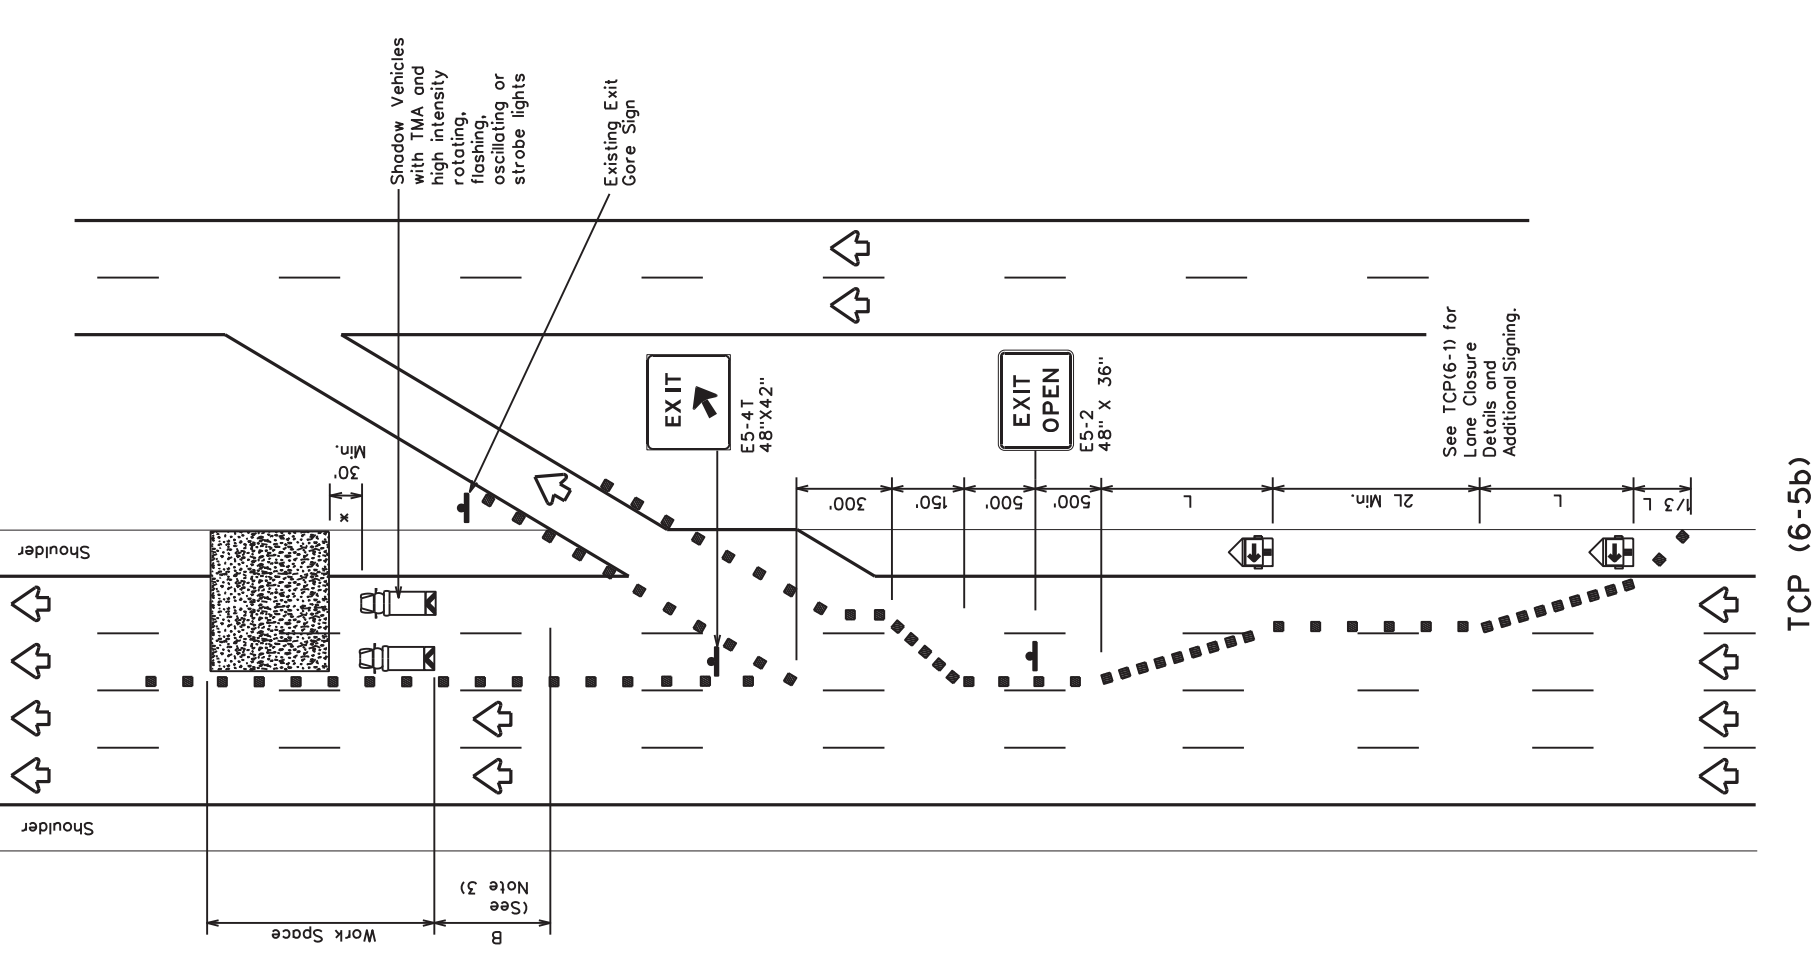 Shadow Vehicles
with TMA and
high intensity
rotating,
flashing,
oscillating or
strobe lights
Existing Exit
Gore Sign
EXIT
E5-4T
48"X42"
EXIT
OPEN
E5-2
48" X 36"
See TCP(6-1) for
Lane Closure
Details and
Additional Signing.
30'
Min.
*
Shoulder
300'
150'
500'
500'
L
2L Min.
L
1/3 L
Shoulder
Work Space
B
(See
Note 3)
TCP (6-5b)